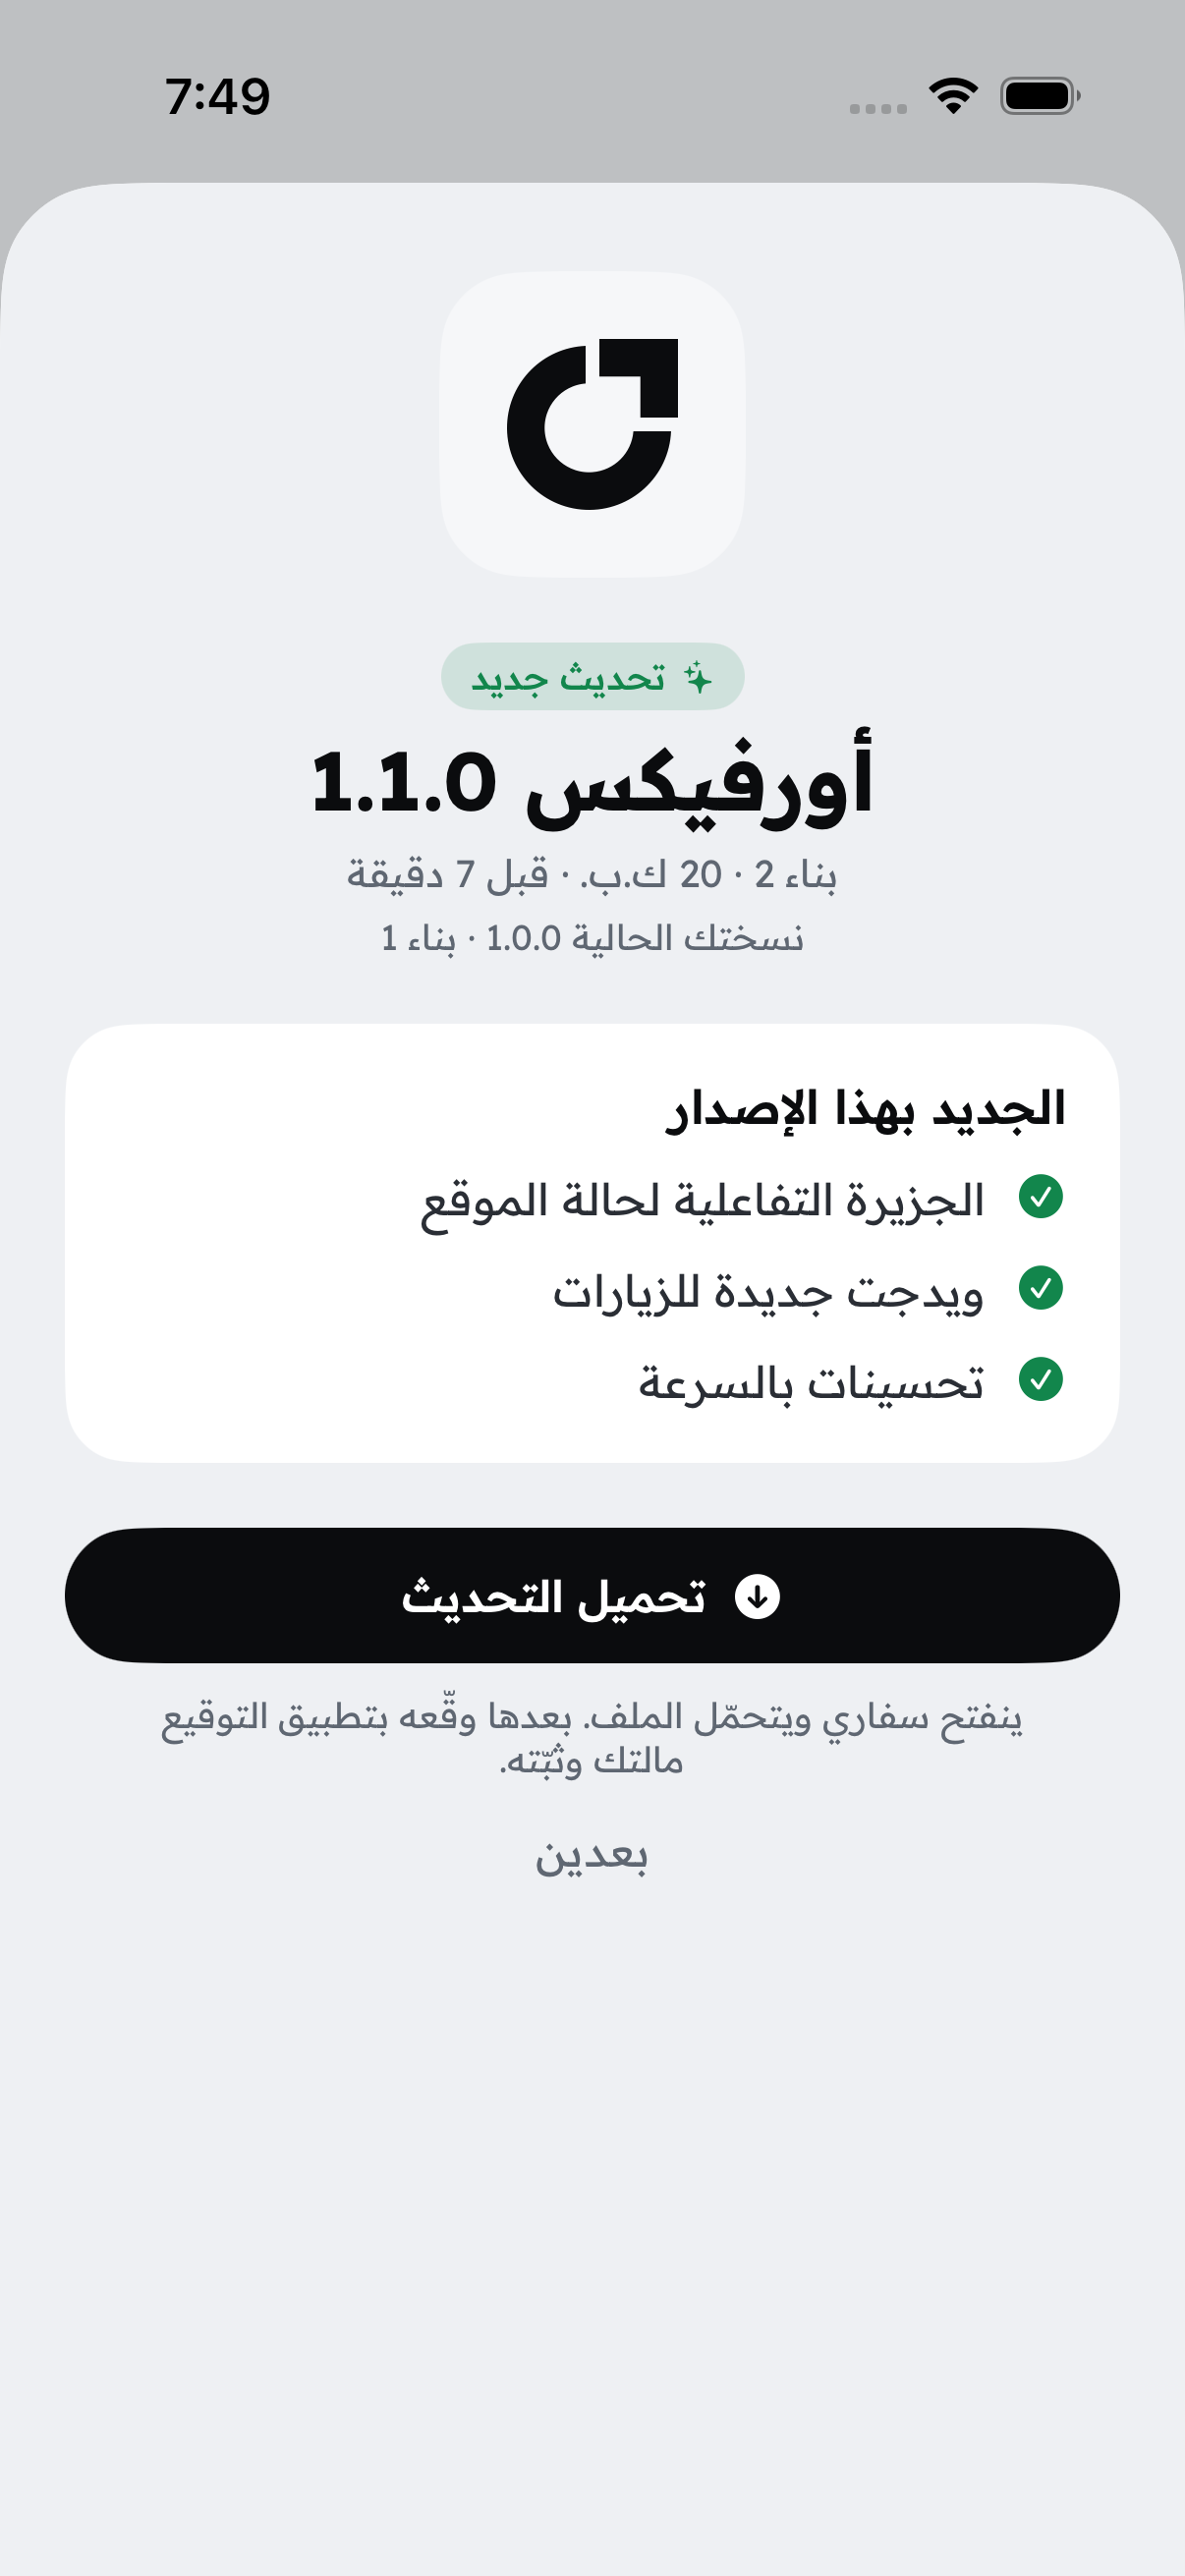 7:49
تحديث جديد
أورفيكس 1.1.0
بناء 2 · 20 ك.ب. · قبل 7 دقيقة
نسختك الحالية 1.0.0 · بناء 1
الجديد بهذا الإصدار
الجزيرة التفاعلية لحالة الموقع
ويدجت جديدة للزيارات
تحسينات بالسرعة
تحميل التحديث
ينفتح سفاري ويتحمّل الملف. بعدها وقّعه بتطبيق التوقيع
مالتك وثبّته.
بعدين